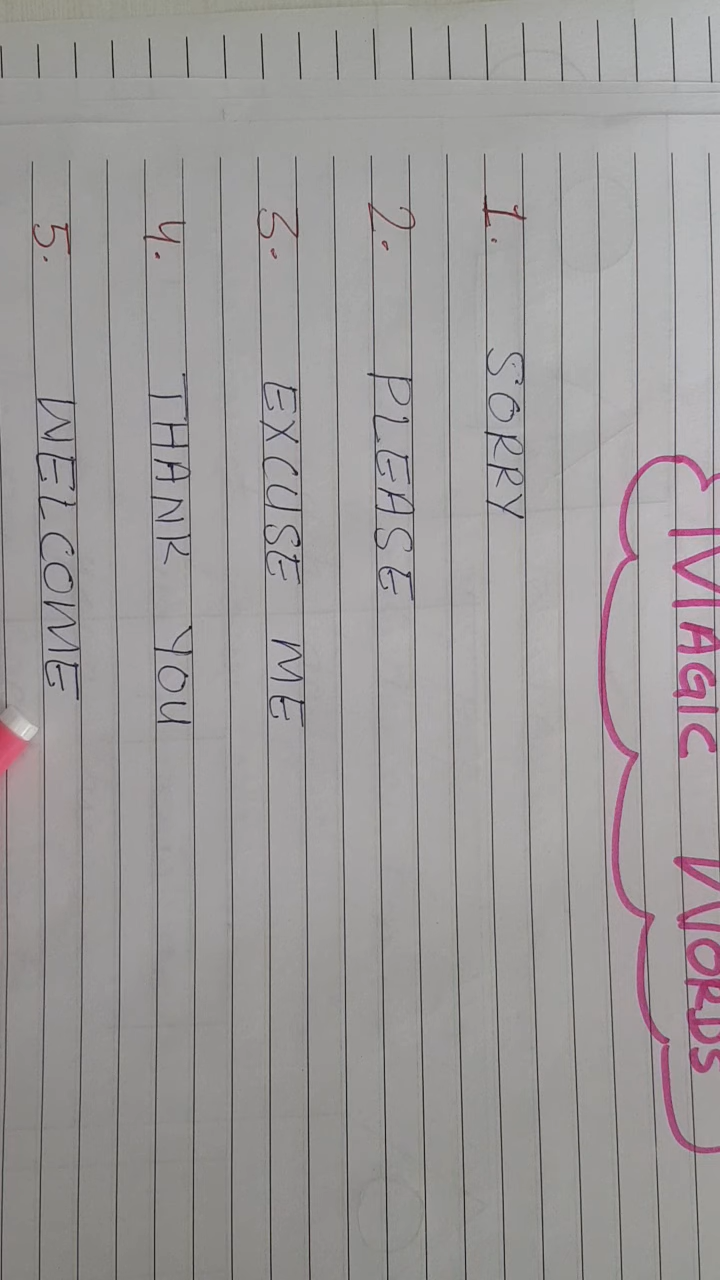 MAGIC WORDS
1. SORRY
2. PLEASE
3. EXCUSE ME
4. THANK YOU
5. WELCOME